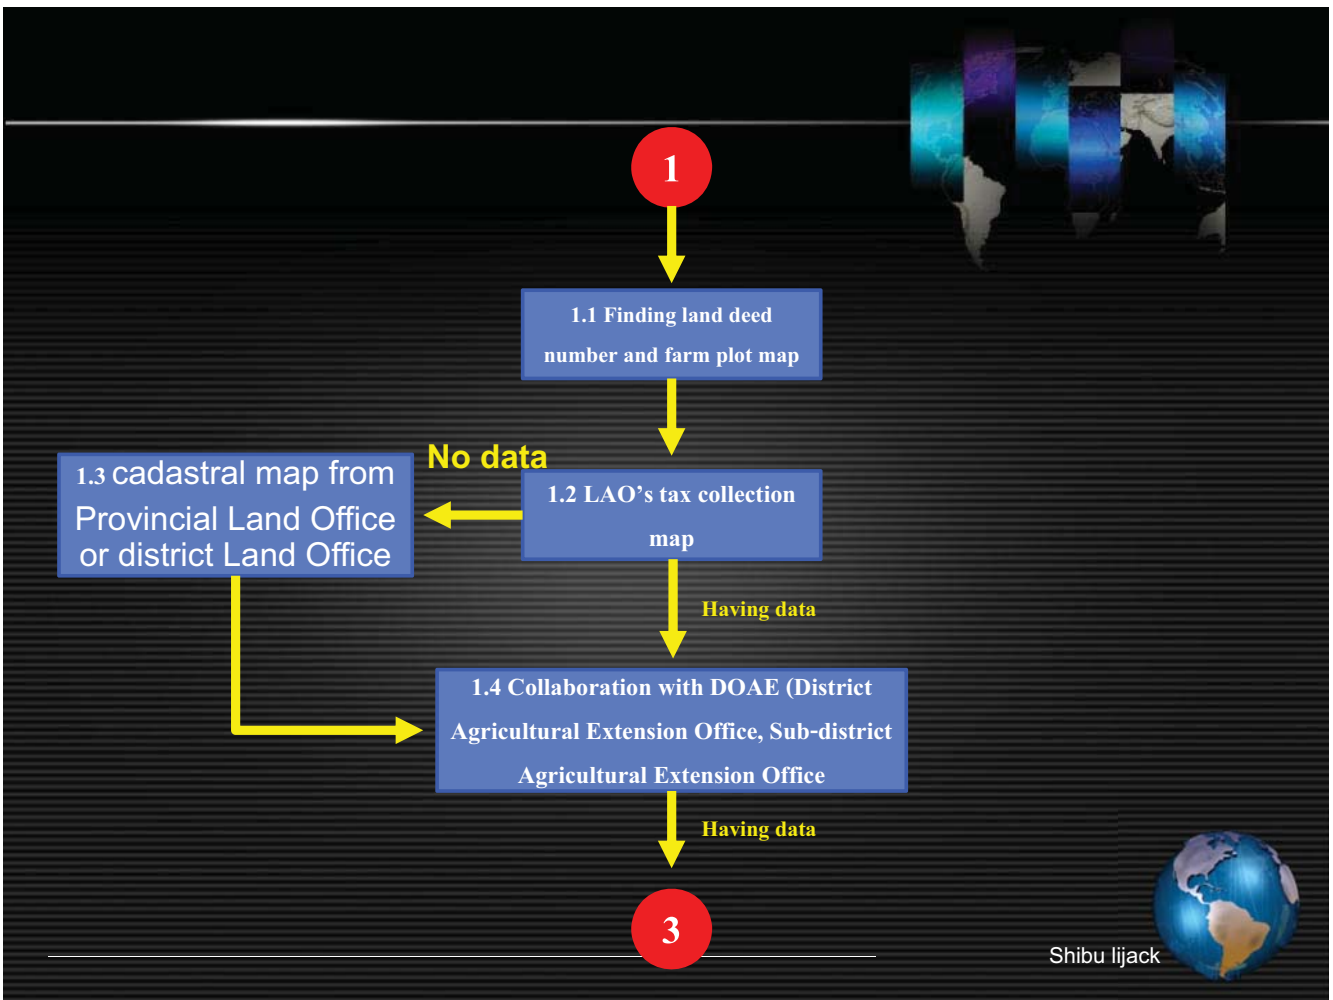 1
1.1 Finding land deed
number and farm plot map
No data
1.3 cadastral map from
Provincial Land Office
or district Land Office
1.2 LAO’s tax collection
map
Having data
1.4 Collaboration with DOAE (District
Agricultural Extension Office, Sub-district
Agricultural Extension Office
Having data
3
Shibu lijack